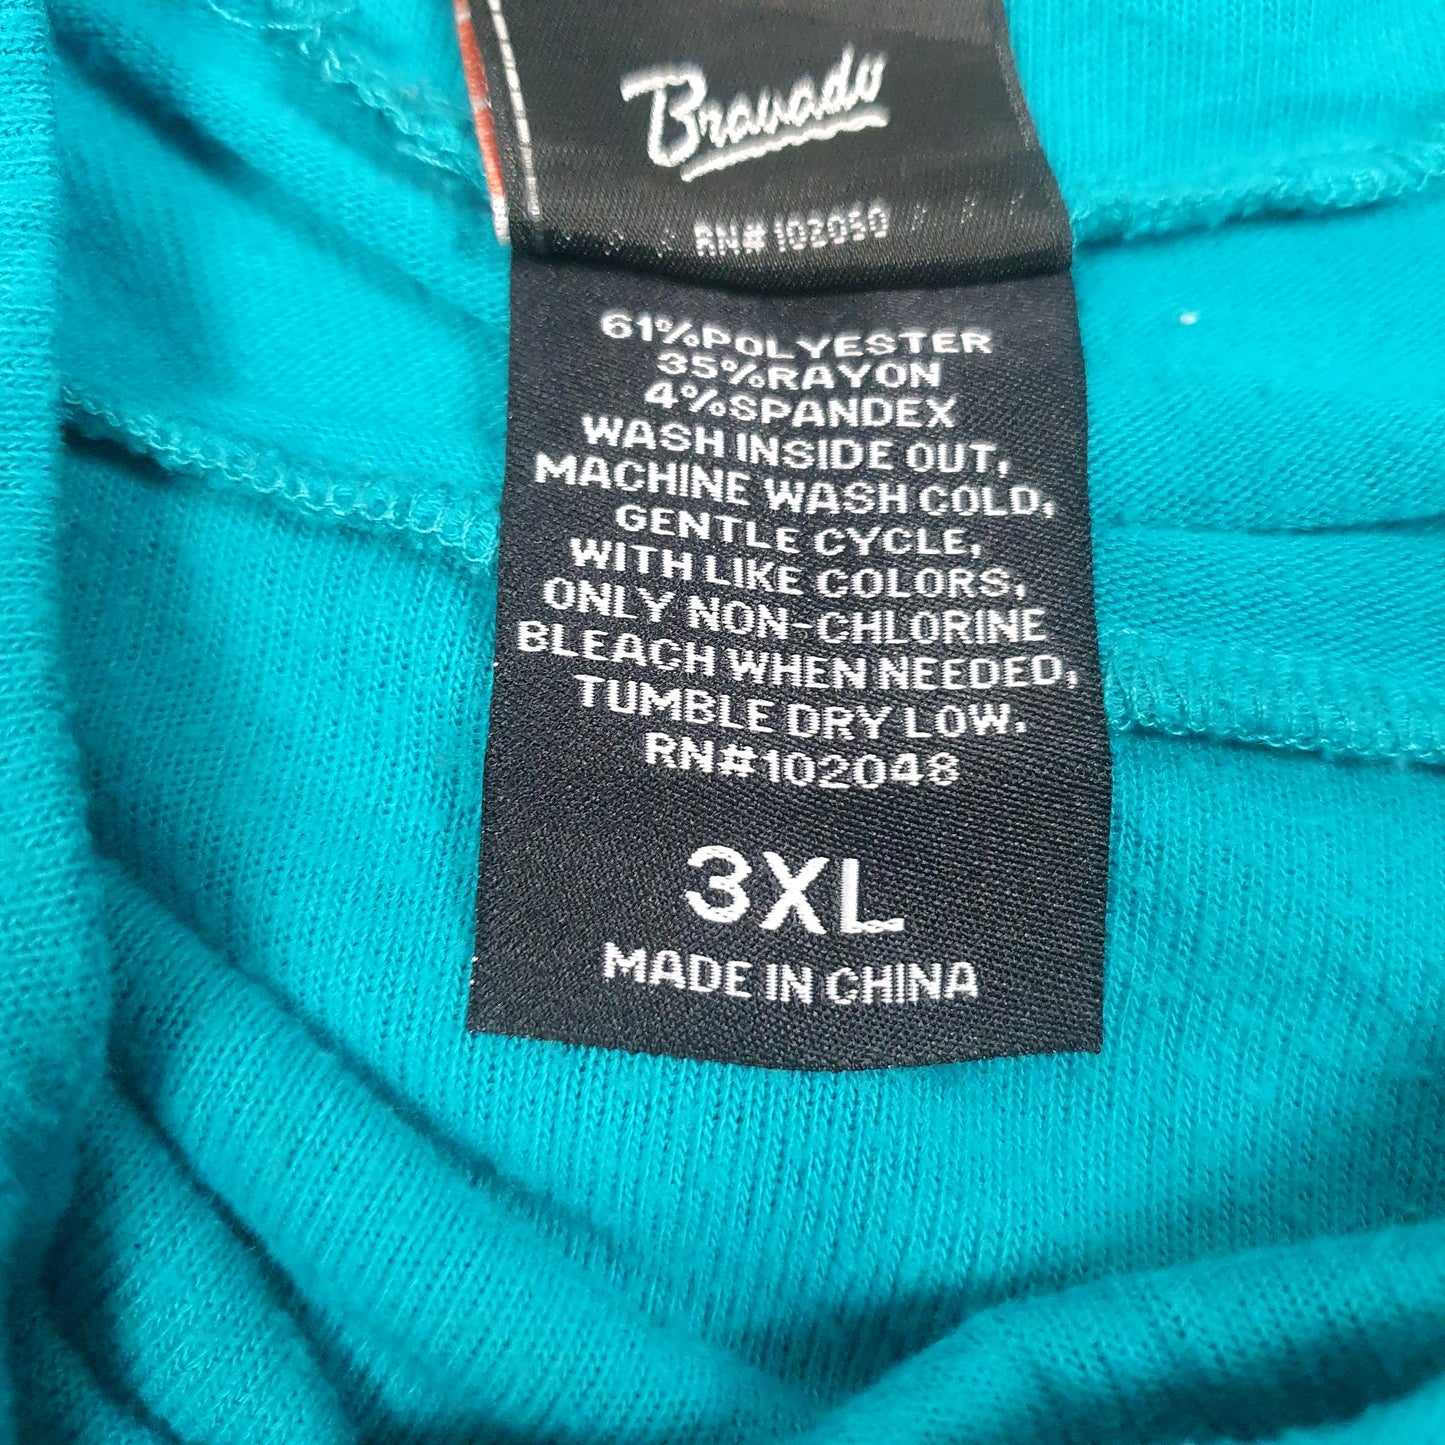 Bravado
RN#103050
61%POLYESTER
35%RAYON
4%SPANDEX
WASH INSIDE OUT,
MACHINE WASH COLD,
GENTLE CYCLE,
WITH LIKE COLORS,
ONLY NON-CHLORINE
BLEACH WHEN NEEDED,
TUMBLE DRY LOW.
RN#102048
3XL
MADE IN CHINA